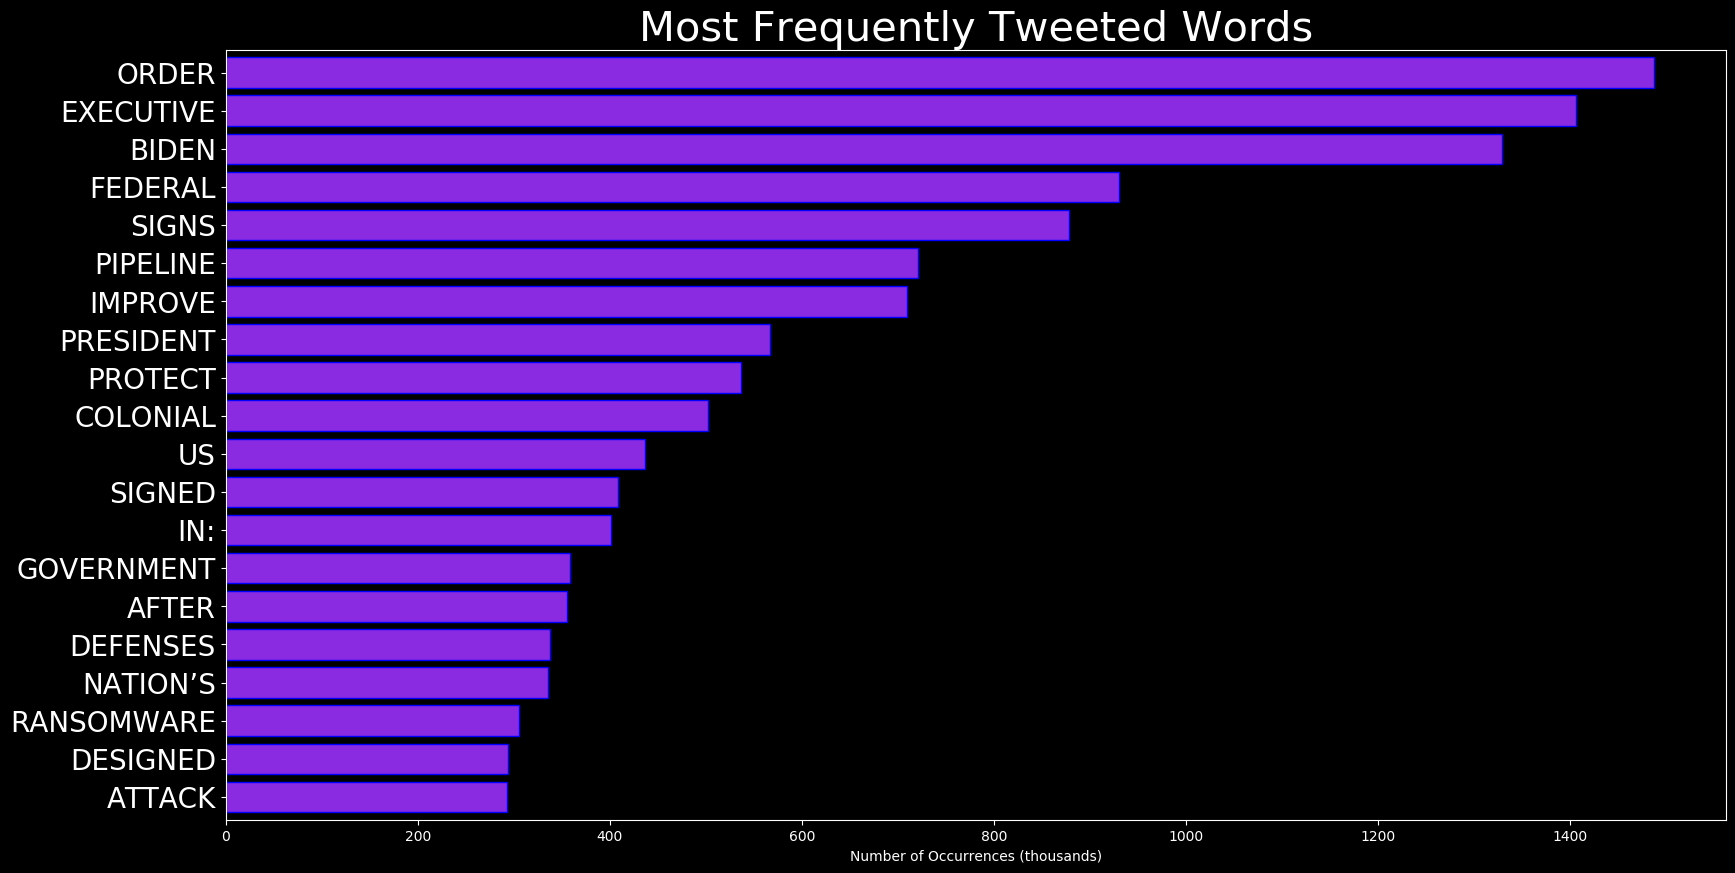 Most Frequently Tweeted Words
ORDER
EXECUTIVE
BIDEN
FEDERAL
SIGNS
PIPELINE
IMPROVE
PRESIDENT
PROTECT
COLONIAL
US
SIGNED
IN:
GOVERNMENT
AFTER
DEFENSES
NATION’S
RANSOMWARE
DESIGNED
ATTACK
0 200 400 600 800 1000 1200 1400
Number of Occurrences (thousands)